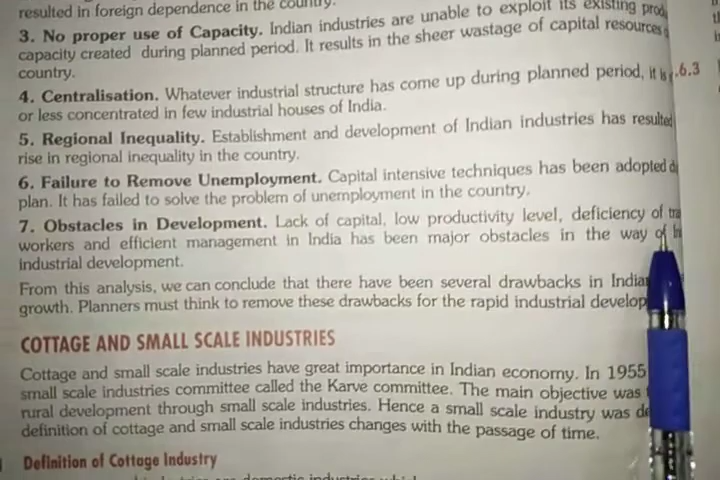 resulted in foreign dependence in the country.
3. No proper use of Capacity. Indian industries are unable to exploit its existing
capacity created during planned period. It results in the sheer wastage of capital resources
country.
4. Centralisation. Whatever industrial structure has come up during planned period, it is
.6.3
or less concentrated in few industrial houses of India.
5. Regional Inequality. Establishment and development of Indian industries has resulted
rise in regional inequality in the country.
6. Failure to Remove Unemployment. Capital intensive techniques has been adopted
plan. It has failed to solve the problem of unemployment in the country.
7. Obstacles in Development. Lack of capital, low productivity level, deficiency of
workers and efficient management in India has been major obstacles in the way of
industrial development.
From this analysis, we can conclude that there have been several drawbacks in India
growth. Planners must think to remove these drawbacks for the rapid industrial develop
COTTAGE AND SMALL SCALE INDUSTRIES
Cottage and small scale industries have great importance in Indian economy. In 1955
small scale industries committee called the Karve committee. The main objective was
rural development through small scale industries. Hence a small scale industry was de
definition of cottage and small scale industries changes with the passage of time.
Definition of Cottage Industry